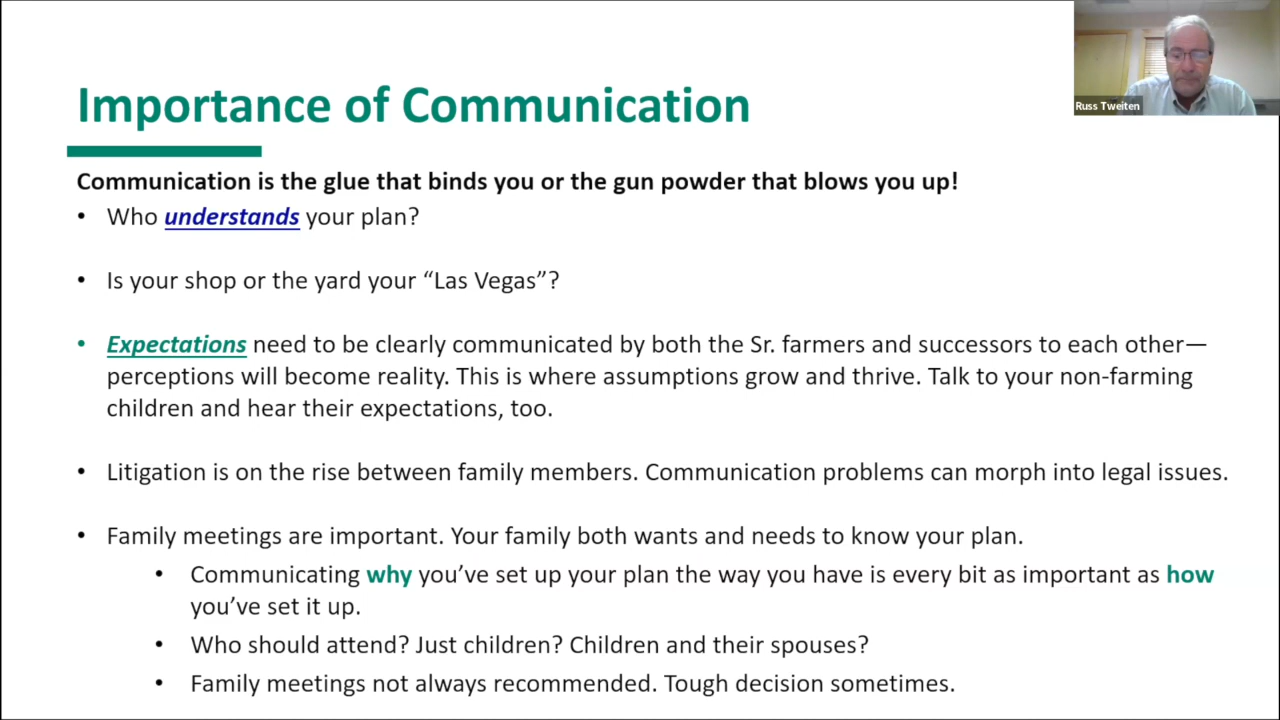 Importance of Communication
Russ Tweiten
Communication is the glue that binds you or the gun powder that blows you up!
• Who understands your plan?
• Is your shop or the yard your “Las Vegas”?
• Expectations need to be clearly communicated by both the Sr. farmers and successors to each other—
perceptions will become reality. This is where assumptions grow and thrive. Talk to your non-farming
children and hear their expectations, too.
• Litigation is on the rise between family members. Communication problems can morph into legal issues.
• Family meetings are important. Your family both wants and needs to know your plan.
• Communicating why you’ve set up your plan the way you have is every bit as important as how
you’ve set it up.
• Who should attend? Just children? Children and their spouses?
• Family meetings not always recommended. Tough decision sometimes.